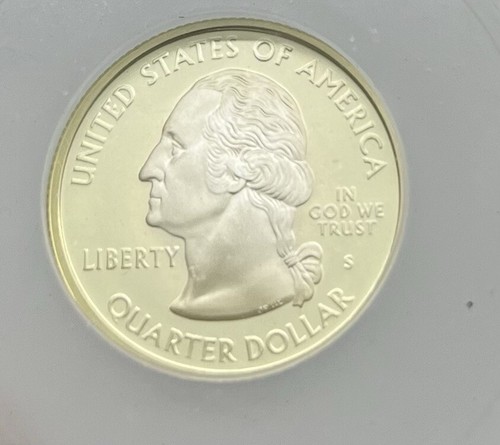 UNITED STATES OF AMERICA
LIBERTY
IN
GOD WE
TRUST
S
QUARTER DOLLAR